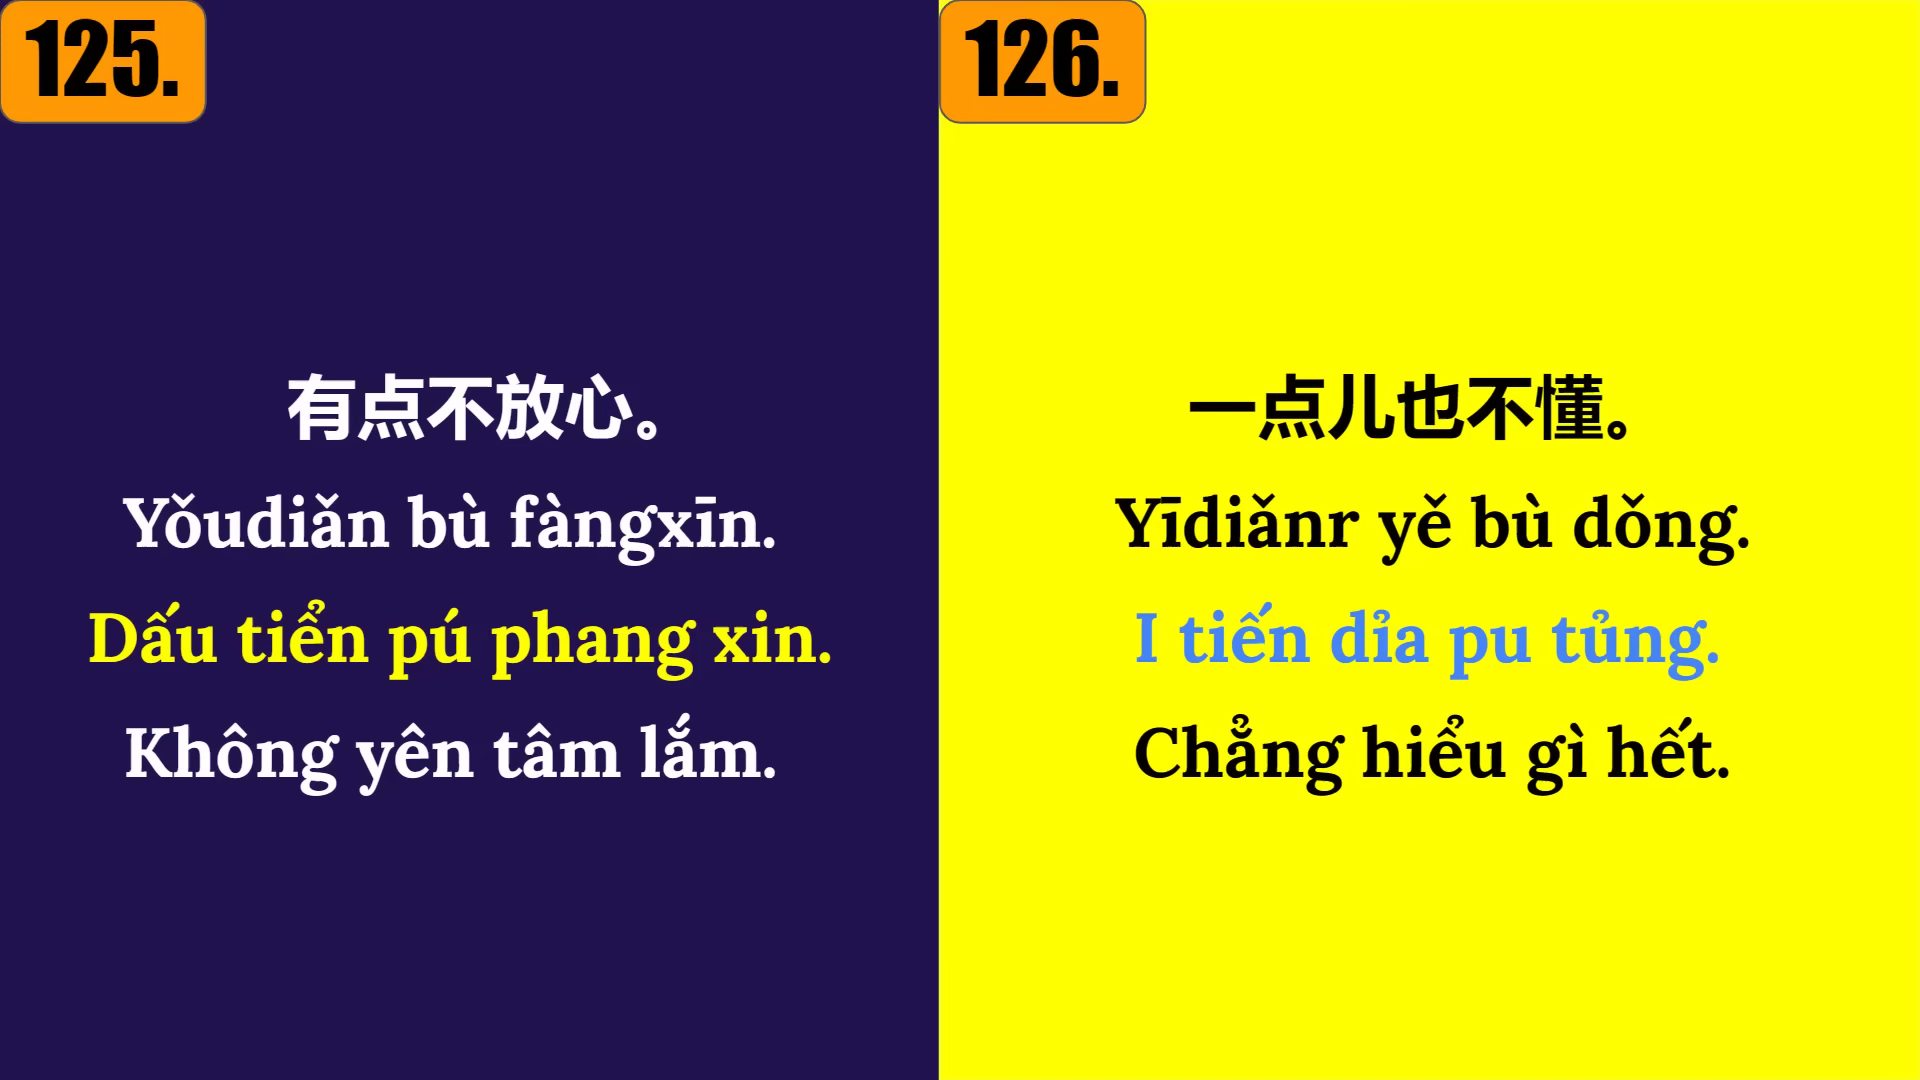 125.
有点不放心。
Yǒudiǎn bù fàngxīn.
Dấu tiển pú phang xin.
Không yên tâm lắm.
126.
一点儿也不懂。
Yīdiǎnr yě bù dǒng.
I tiến dỉa pu tủng.
Chẳng hiểu gì hết.